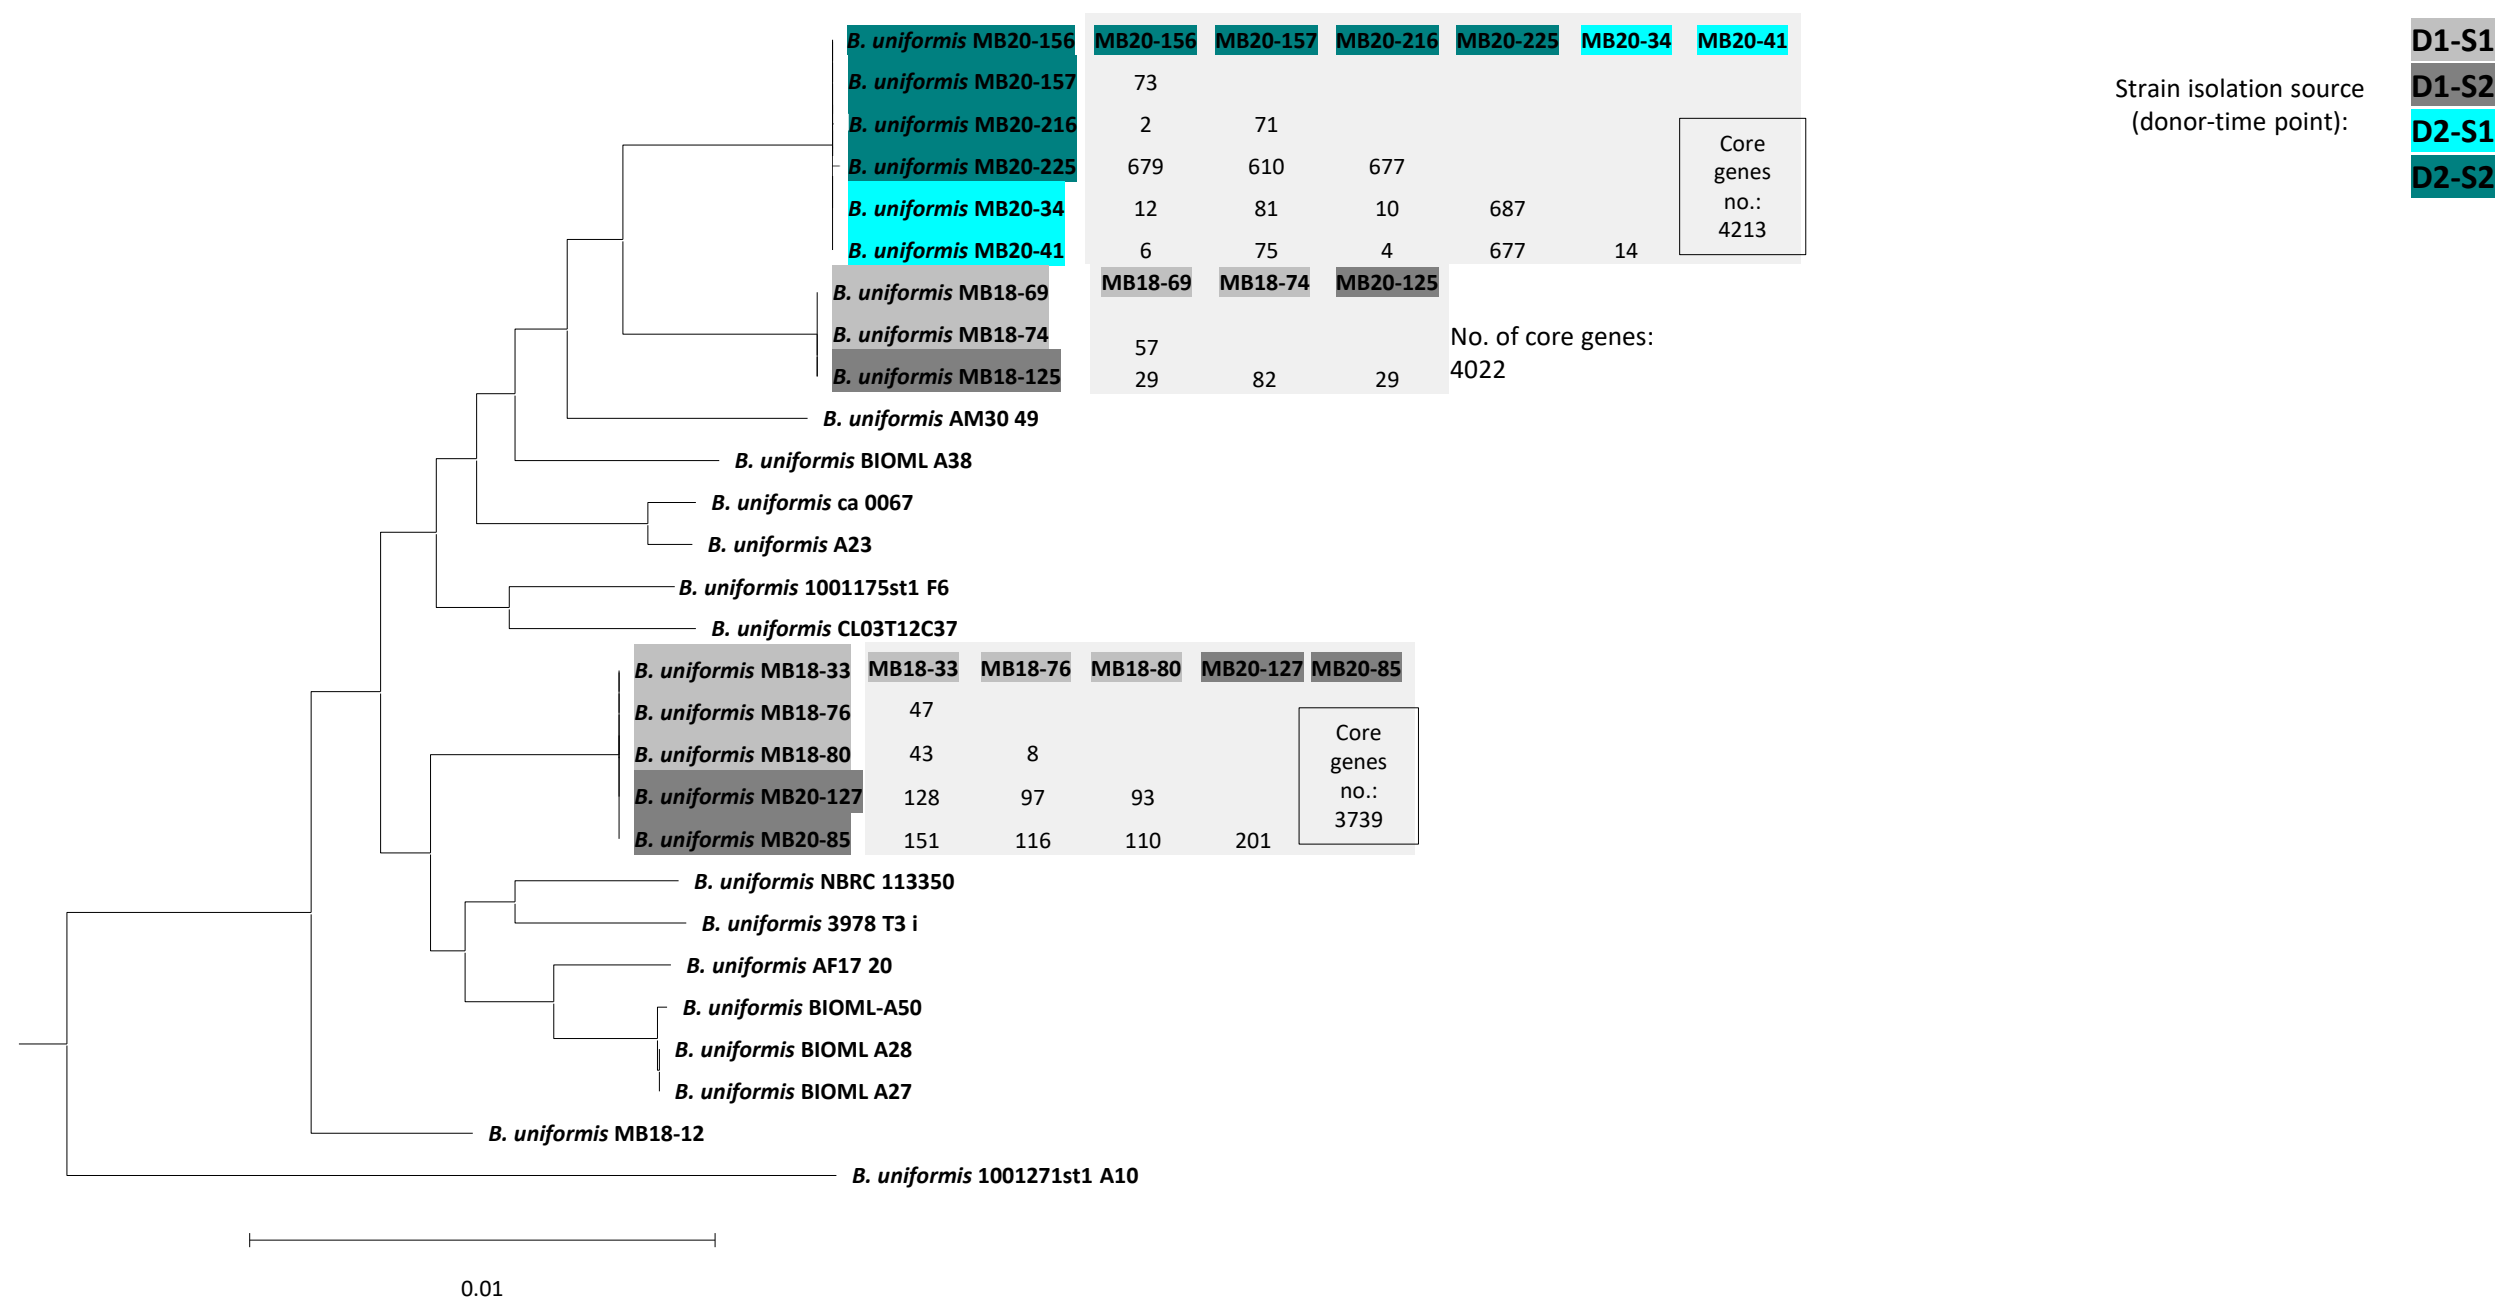 B. uniformis MB20-156 MB20-156 MB20-157 MB20-216 MB20-225 MB20-34 MB20-41
B. uniformis MB20-157 73
B. uniformis MB20-216 2 71
B. uniformis MB20-225 679 610 677
B. uniformis MB20-34 12 81 10 687
B. uniformis MB20-41 6 75 4 677 14
Core
genes
no.:
4213
D1-S1
D1-S2
D2-S1
D2-S2
Strain isolation source
(donor-time point):
B. uniformis MB18-69 MB18-69 MB18-74 MB20-125
B. uniformis MB18-74 57
B. uniformis MB18-125 29 82 29
No. of core genes:
4022
B. uniformis AM30 49
B. uniformis BIOML A38
B. uniformis ca 0067
B. uniformis A23
B. uniformis 1001175st1 F6
B. uniformis CL03T12C37
B. uniformis MB18-33 MB18-33 MB18-76 MB18-80 MB20-127 MB20-85
B. uniformis MB18-76 47
B. uniformis MB18-80 43 8
B. uniformis MB20-127 128 97 93
B. uniformis MB20-85 151 116 110 201
Core
genes
no.:
3739
B. uniformis NBRC 113350
B. uniformis 3978 T3 i
B. uniformis AF17 20
B. uniformis BIOML-A50
B. uniformis BIOML A28
B. uniformis BIOML A27
B. uniformis MB18-12
B. uniformis 1001271st1 A10
0.01